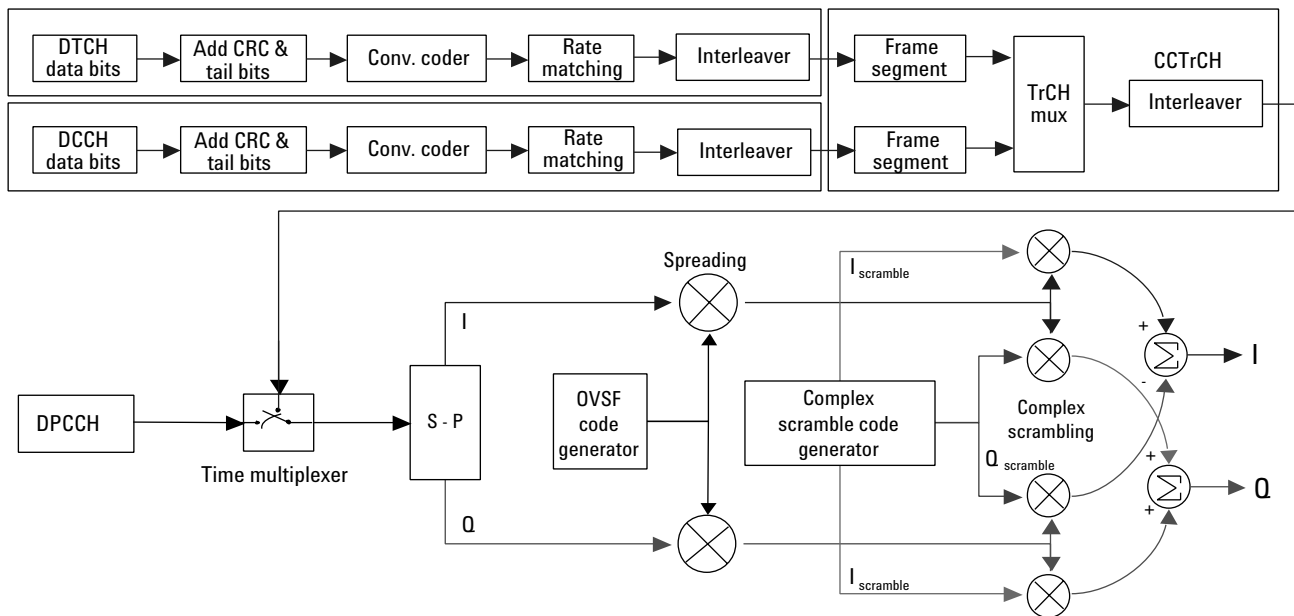 DTCH
data bits
Add CRC &
tail bits
Conv. coder
Rate
matching
Interleaver
Frame
segment
TrCH
mux
CCTrCH
Interleaver
DCCH
data bits
Add CRC &
tail bits
Conv. coder
Rate
matching
Interleaver
Frame
segment
Spreading
I scramble
I
+
Σ
I
-
DPCCH
Time multiplexer
S - P
OVSF
code
generator
Complex
scramble code
generator
Complex
scrambling
Q scramble
+
Σ
Q
+
Q
I scramble